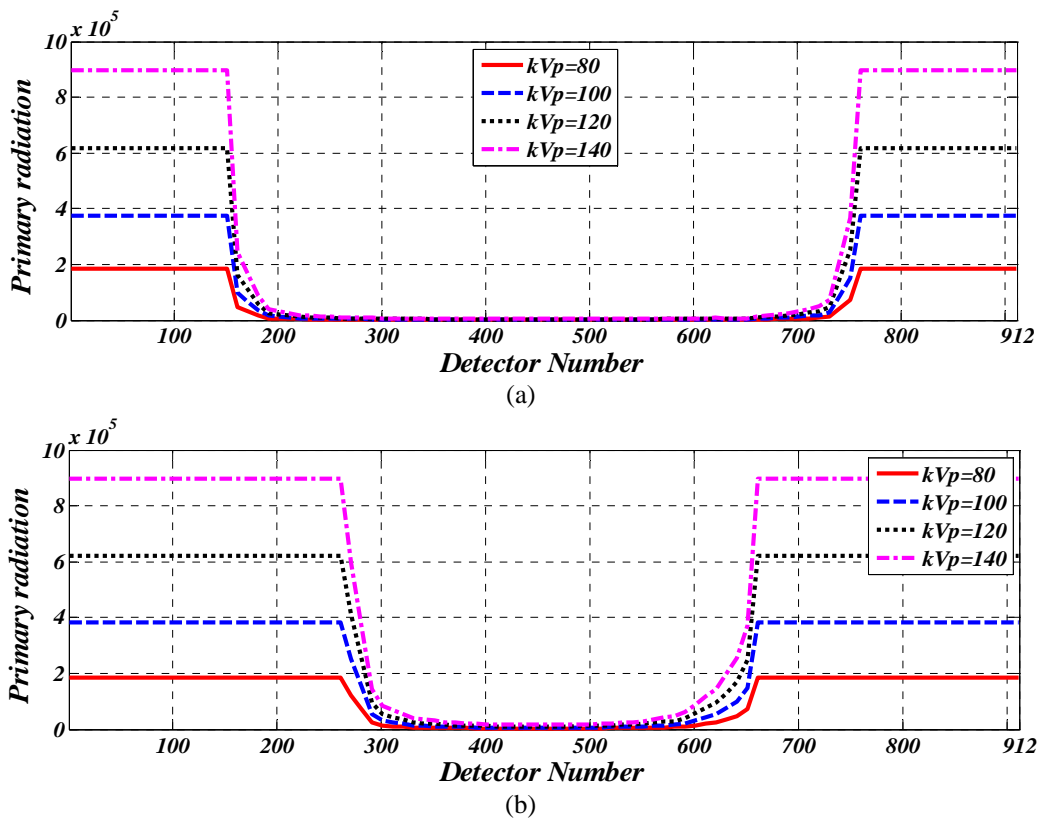 x 10^5
10
8
6
4
2
0
Primary radiation
kVp=80
kVp=100
kVp=120
kVp=140
100 200 300 400 500 600 700 800 912
Detector Number
(a)
x 10^5
10
8
6
4
2
0
Primary radiation
kVp=80
kVp=100
kVp=120
kVp=140
100 200 300 400 500 600 700 800 912
Detector Number
(b)